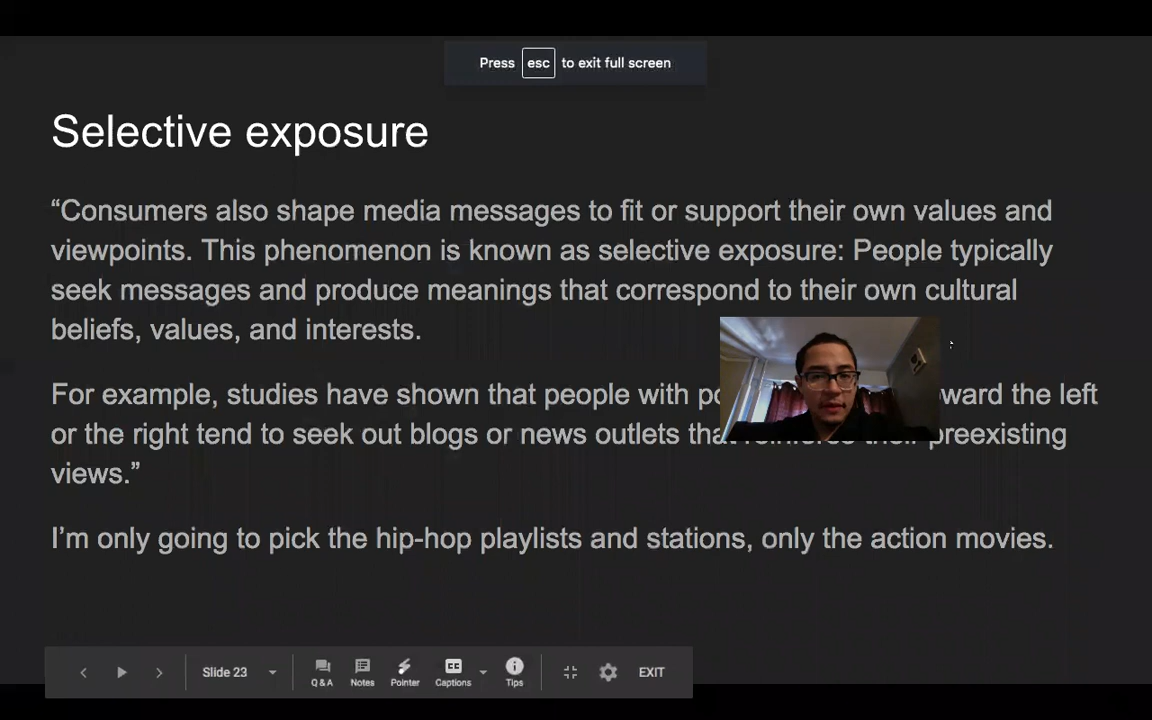 Press esc to exit full screen
Selective exposure
“Consumers also shape media messages to fit or support their own values and
viewpoints. This phenomenon is known as selective exposure: People typically
seek messages and produce meanings that correspond to their own cultural
beliefs, values, and interests.
For example, studies have shown that people with the left
or the right tend to seek out blogs or news outlets preexisting
views.”
I’m only going to pick the hip-hop playlists and stations, only the action movies.
Slide 23 Q & A Notes Pointer CC Captions Tips EXIT